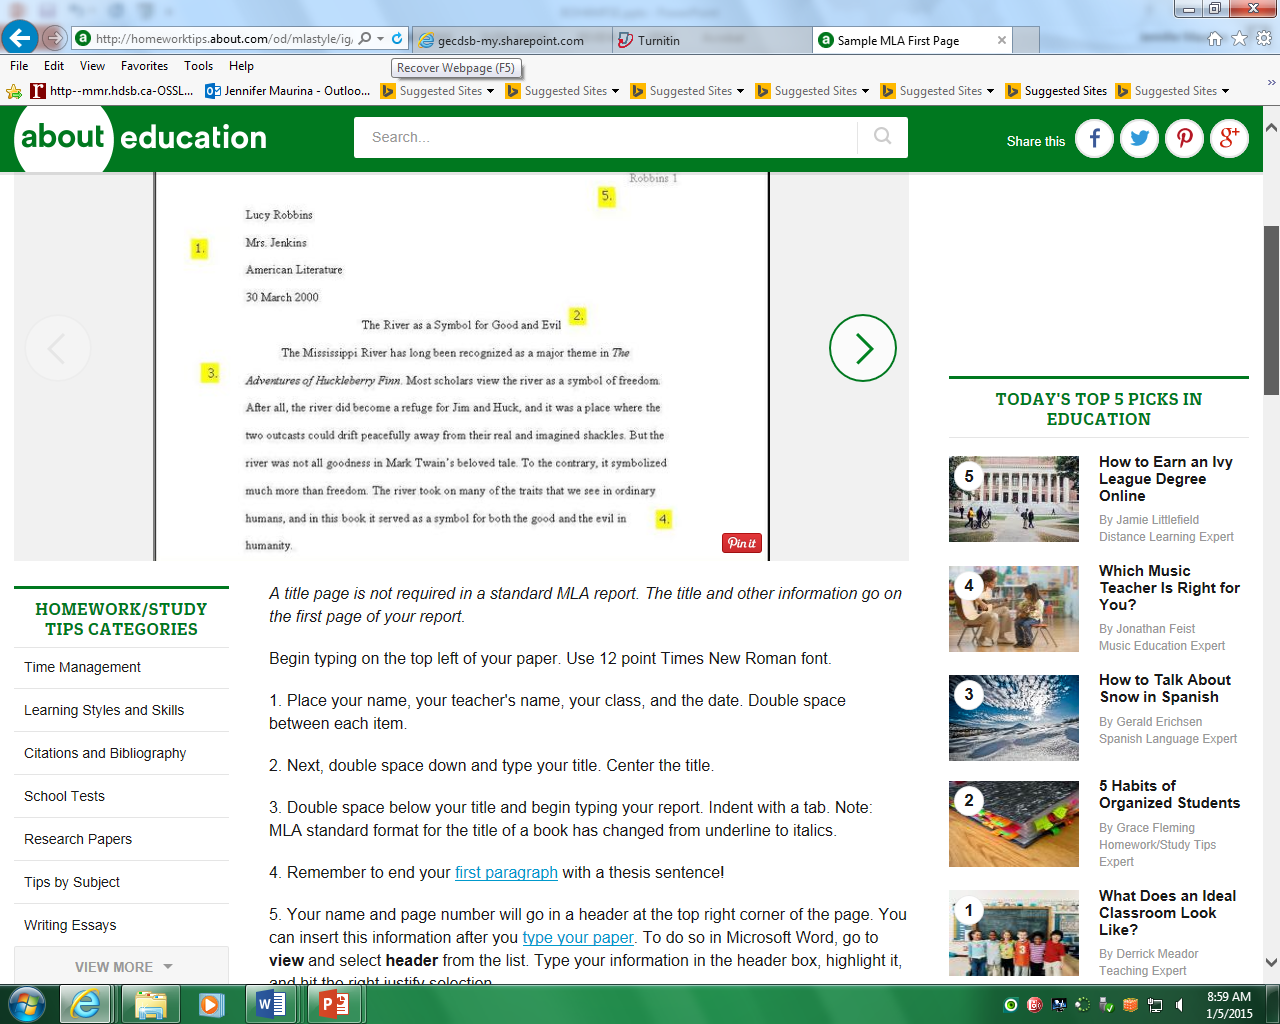 http://homeworktips.about.com/od/mlastyle/ig/
gecdsb-my.sharepoint.com
Turnitin
Sample MLA First Page
File Edit View Favorites Tools Help
Recover Webpage (F5)
http--mmr.hdsb.ca-OSSL...
Jennifer Maurina - Outloo...
Suggested Sites
Suggested Sites
Suggested Sites
Suggested Sites
Suggested Sites
Suggested Sites
Suggested Sites
about education
Search...
Share this
Robbins 1
5.
Lucy Robbins
1.
Mrs. Jenkins
American Literature
30 March 2000
2.
The River as a Symbol for Good and Evil
The Mississippi River has long been recognized as a major theme in The
3.
Adventures of Huckleberry Finn. Most scholars view the river as a symbol of freedom.
After all, the river did become a refuge for Jim and Huck, and it was a place where the
two outcasts could drift peacefully away from their real and imagined shackles. But the
river was not all goodness in Mark Twain's beloved tale. To the contrary, it symbolized
much more than freedom. The river took on many of the traits that we see in ordinary
humans, and in this book it served as a symbol for both the good and the evil in
4.
humanity.
Pin it
HOMEWORK/STUDY
TIPS CATEGORIES
Time Management
Learning Styles and Skills
Citations and Bibliography
School Tests
Research Papers
Tips by Subject
Writing Essays
VIEW MORE
A title page is not required in a standard MLA report. The title and other information go on
the first page of your report.
Begin typing on the top left of your paper. Use 12 point Times New Roman font.
1. Place your name, your teacher's name, your class, and the date. Double space
between each item.
2. Next, double space down and type your title. Center the title.
3. Double space below your title and begin typing your report. Indent with a tab. Note:
MLA standard format for the title of a book has changed from underline to italics.
4. Remember to end your first paragraph with a thesis sentence!
5. Your name and page number will go in a header at the top right corner of the page. You
can insert this information after you type your paper. To do so in Microsoft Word, go to
view and select header from the list. Type your information in the header box, highlight it,
and hit the right justify selection.
TODAY'S TOP 5 PICKS IN
EDUCATION
5
How to Earn an Ivy
League Degree
Online
By Jamie Littlefield
Distance Learning Expert
4
Which Music
Teacher Is Right for
You?
By Jonathan Feist
Music Education Expert
3
How to Talk About
Snow in Spanish
By Gerald Erichsen
Spanish Language Expert
2
5 Habits of
Organized Students
By Grace Fleming
Homework/Study Tips
Expert
1
What Does an Ideal
Classroom Look
Like?
By Derrick Meador
Teaching Expert
8:59 AM
1/5/2015